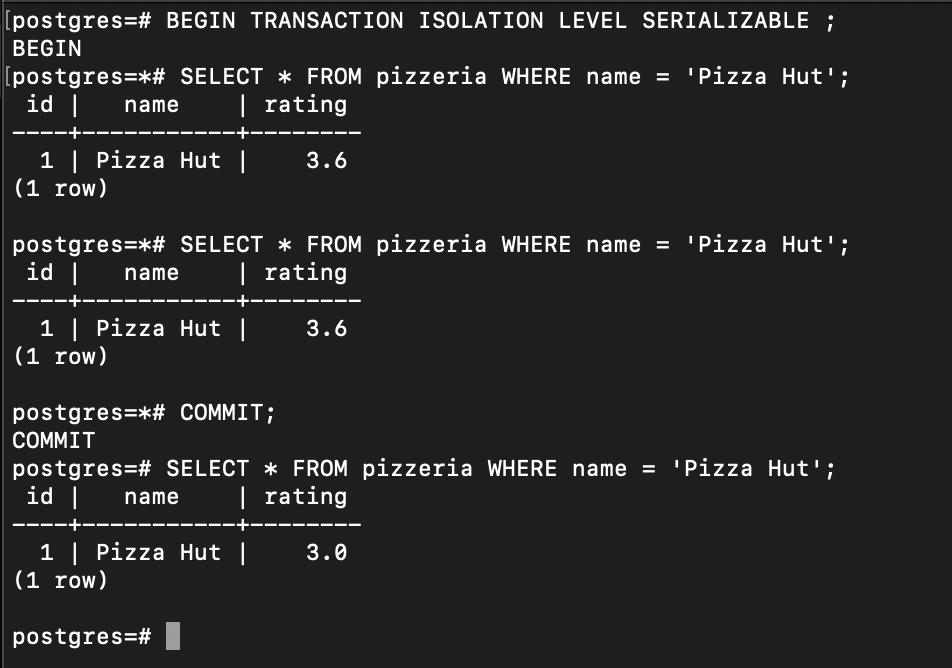 [postgres=# BEGIN TRANSACTION ISOLATION LEVEL SERIALIZABLE ;
BEGIN
[postgres=*# SELECT * FROM pizzeria WHERE name = 'Pizza Hut';
 id |   name    | rating
----+-----------+--------
  1 | Pizza Hut |    3.6
(1 row)

postgres=*# SELECT * FROM pizzeria WHERE name = 'Pizza Hut';
 id |   name    | rating
----+-----------+--------
  1 | Pizza Hut |    3.6
(1 row)

postgres=*# COMMIT;
COMMIT
postgres=# SELECT * FROM pizzeria WHERE name = 'Pizza Hut';
 id |   name    | rating
----+-----------+--------
  1 | Pizza Hut |    3.0
(1 row)

postgres=#